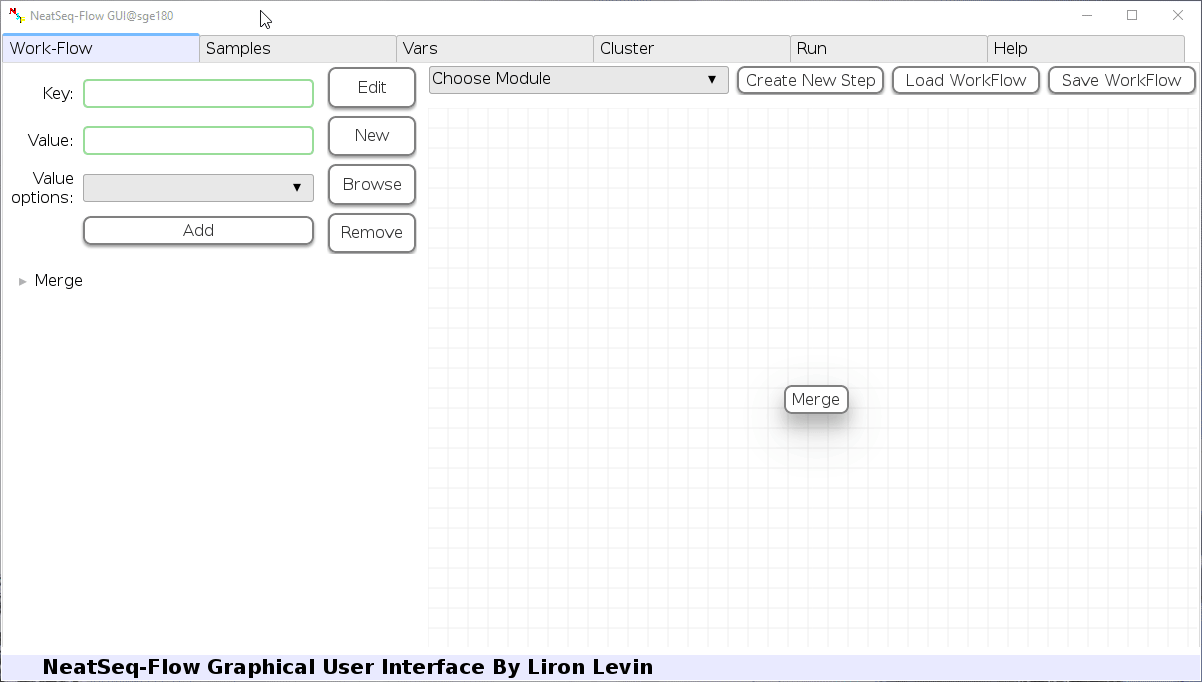 NeatSeq-Flow GUI@sge180
Work-Flow
Samples
Vars
Cluster
Run
Help
Key:
Edit
Choose Module
Create New Step
Load WorkFlow
Save WorkFlow
Value:
New
Value
options:
Browse
Add
Remove
Merge
Merge
NeatSeq-Flow Graphical User Interface By Liron Levin